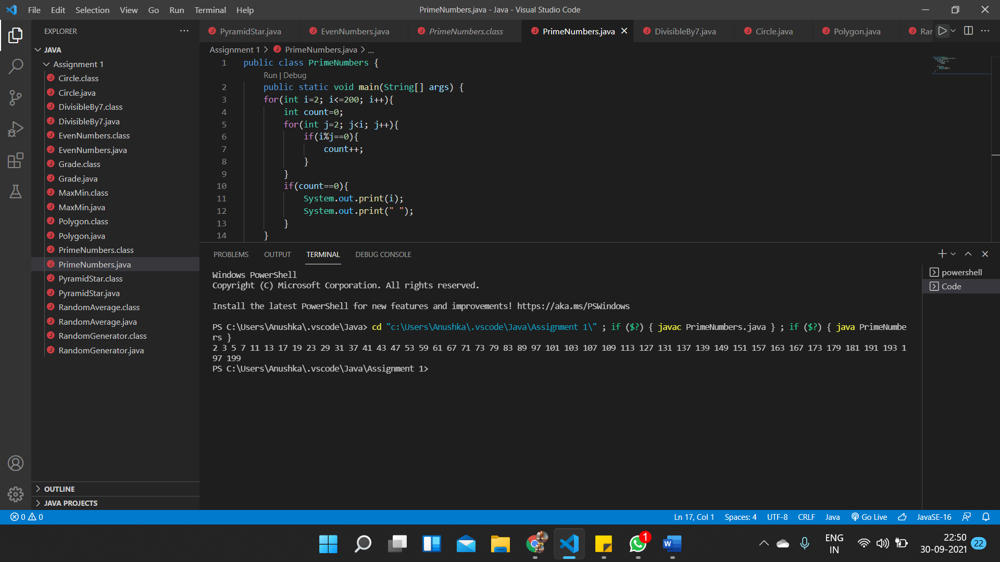 File Edit Selection View Go Run Terminal Help
PrimeNumbers.java - Java - Visual Studio Code
EXPLORER
JAVA
Assignment 1
Circle.class
Circle.java
DivisibleBy7.class
DivisibleBy7.java
EvenNumbers.class
EvenNumbers.java
Grade.class
Grade.java
MaxMin.class
MaxMin.java
Polygon.class
Polygon.java
PrimeNumbers.class
PrimeNumbers.java
PyramidStar.class
PyramidStar.java
RandomAverage.class
RandomAverage.java
RandomGenerator.class
RandomGenerator.java
OUTLINE
JAVA PROJECTS
PyramidStar.java EvenNumbers.java PrimeNumbers.class PrimeNumbers.java DivisibleBy7.java Circle.java Polygon.java Rar
Assignment 1 > PrimeNumbers.java > ...
1 public class PrimeNumbers {
Run | Debug
2 public static void main(String[] args) {
3 for(int i=2; i<=200; i++){
4 int count=0;
5 for(int j=2; j<i; j++){
6 if(i%j==0){
7 count++;
8 }
9 }
10 if(count==0){
11 System.out.print(i);
12 System.out.print(" ");
13 }
14 }
PROBLEMS OUTPUT TERMINAL DEBUG CONSOLE
powershell
Code
Windows PowerShell
Copyright (C) Microsoft Corporation. All rights reserved.
Install the latest PowerShell for new features and improvements! https://aka.ms/PSWindows
PS C:\Users\Anushka\.vscode\Java> cd "c:\Users\Anushka\.vscode\Java\Assignment 1\" ; if ($?) { javac PrimeNumbers.java } ; if ($?) { java PrimeNumbe
rs }
2 3 5 7 11 13 17 19 23 29 31 37 41 43 47 53 59 61 67 71 73 79 83 89 97 101 103 107 109 113 127 131 137 139 149 151 157 163 167 173 179 181 191 193 1
97 199
PS C:\Users\Anushka\.vscode\Java\Assignment 1>
0 0
Ln 17, Col 1 Spaces: 4 UTF-8 CRLF Java Go Live JavaSE-16
1
W
ENG
IN
22:50
30-09-2021
22